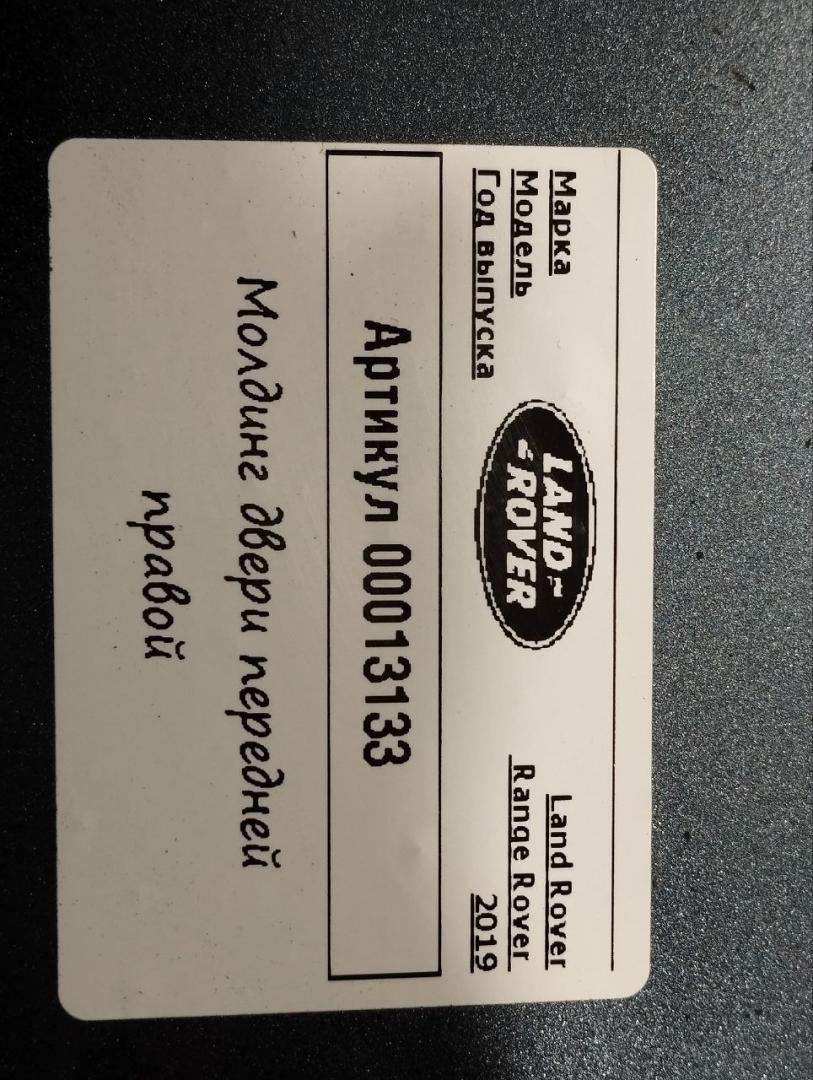 Марка Land Rover
Модель Range Rover
Год выпуска 2019
LAND
ROVER
Артикул 00013133
Молдинг двери передней
правой